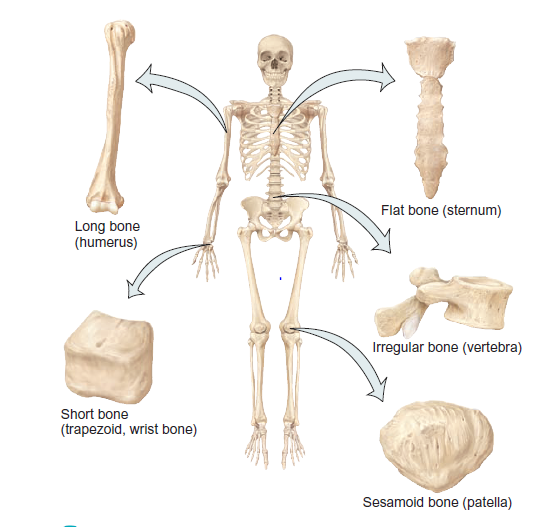 Long bone
(humerus)
Flat bone (sternum)
Irregular bone (vertebra)
Short bone
(trapezoid, wrist bone)
Sesamoid bone (patella)